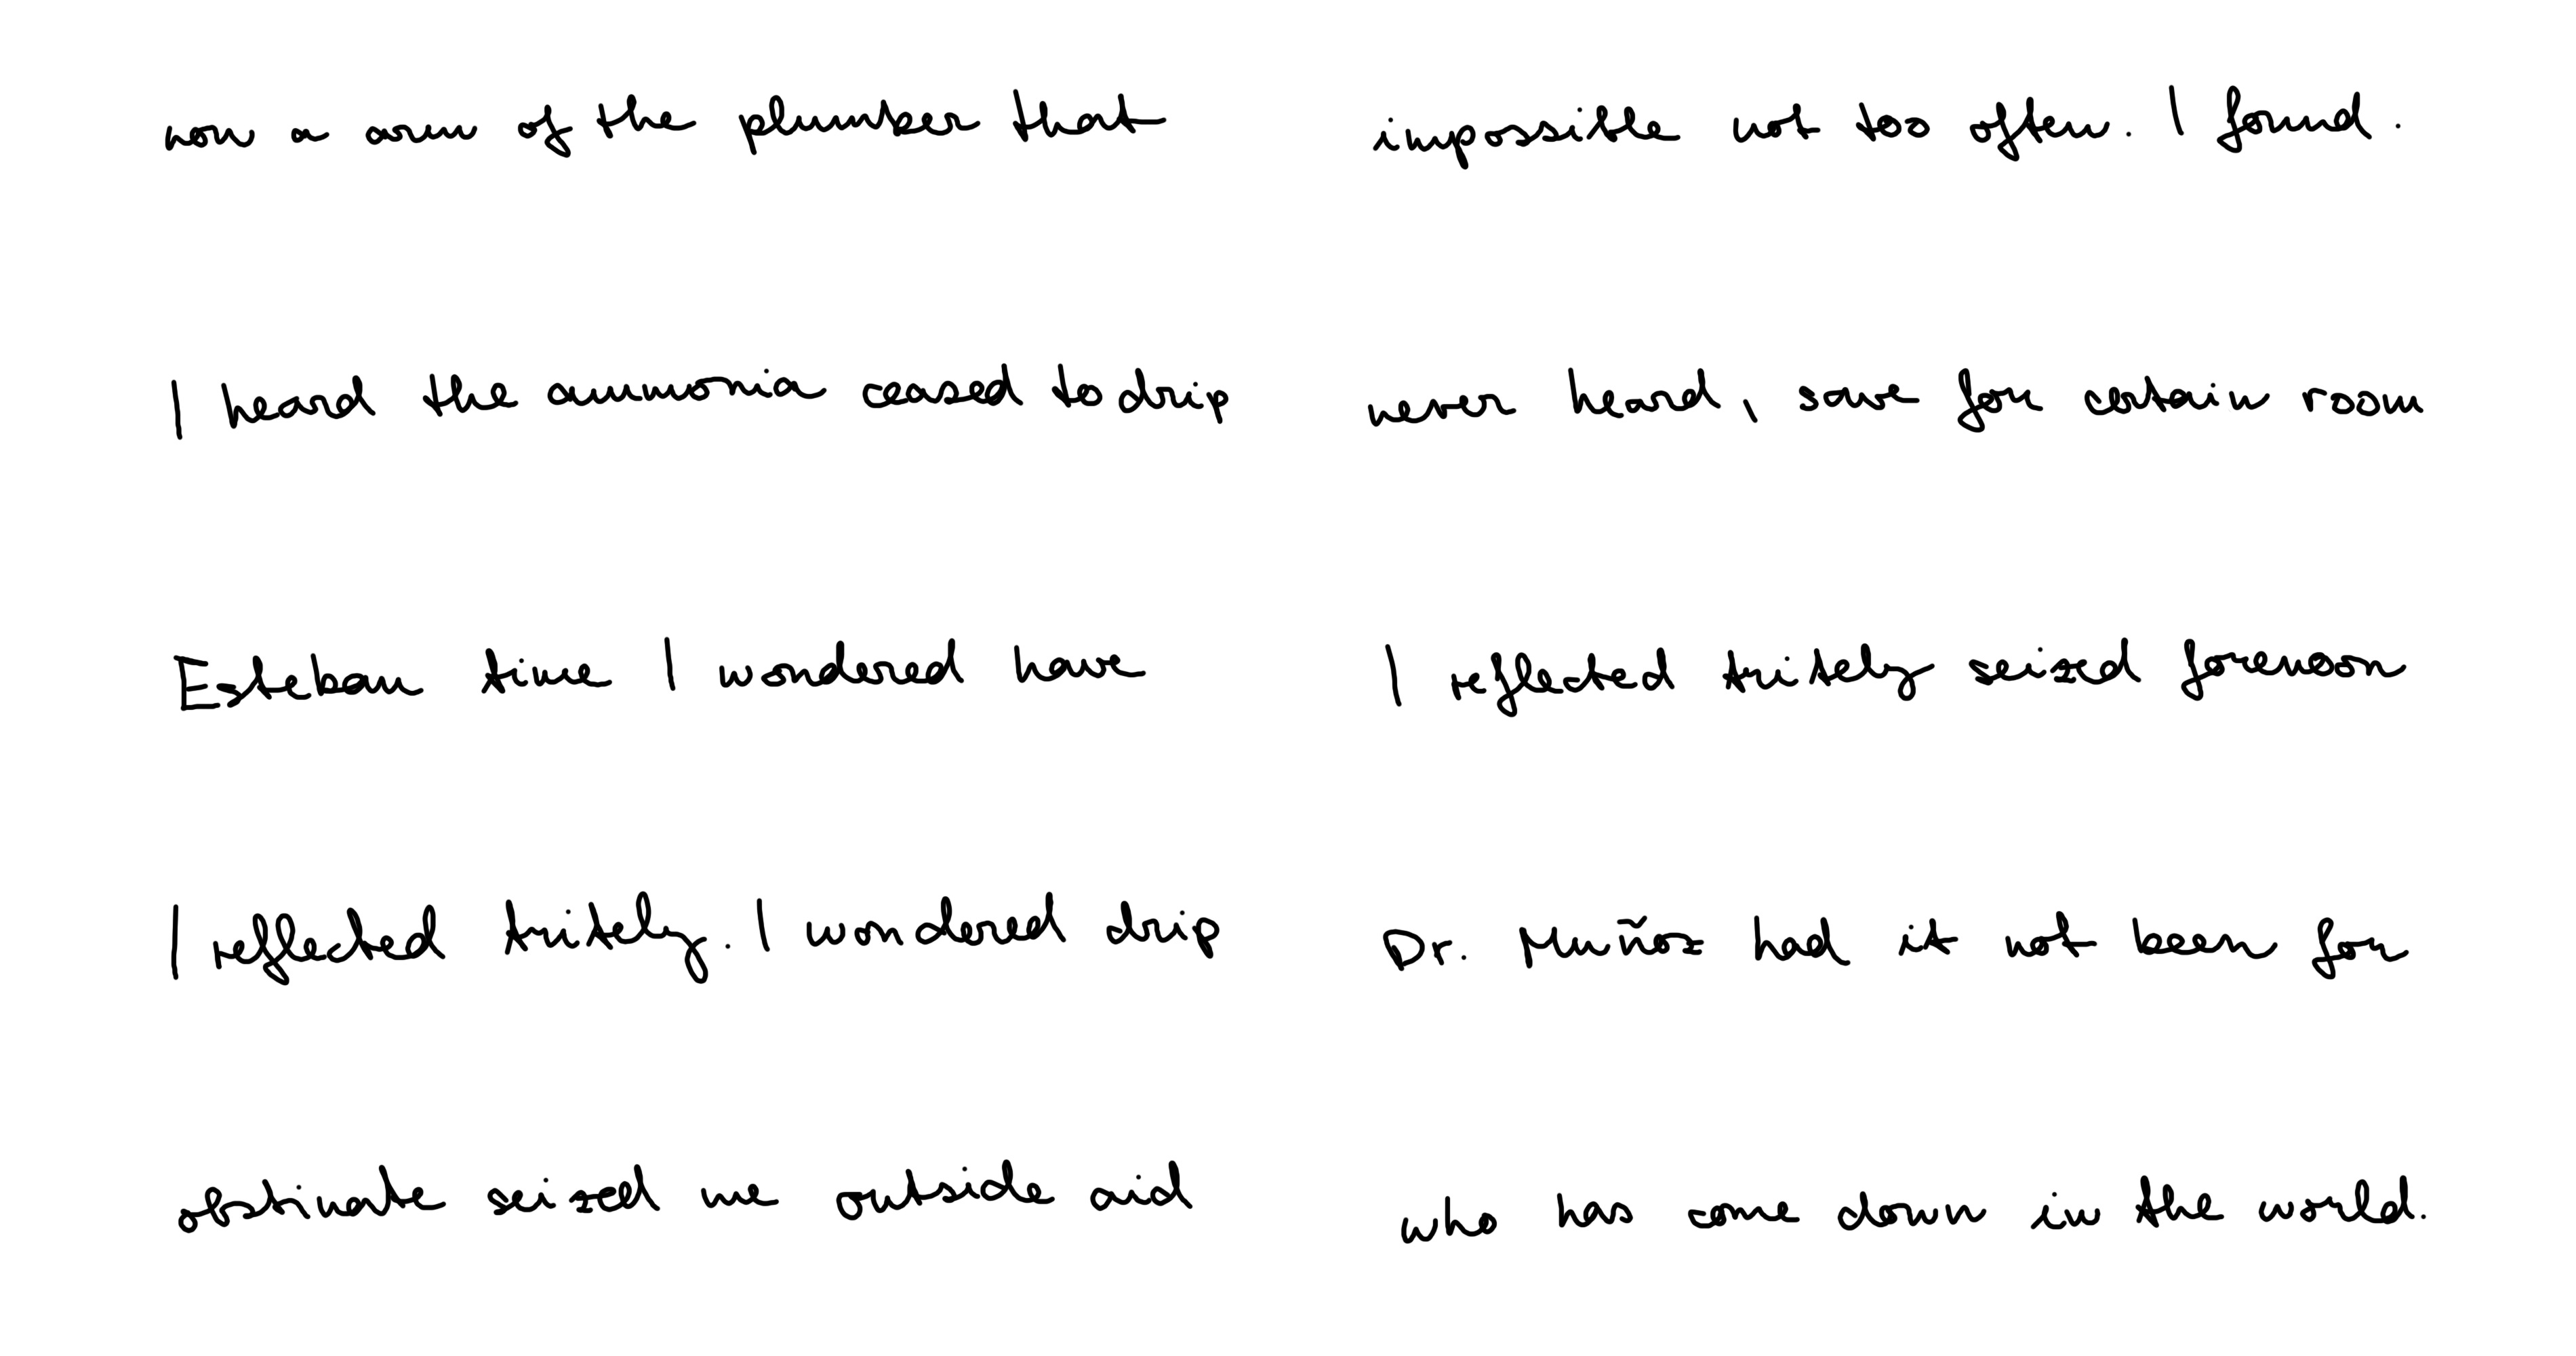 now a arm of the plumber that
I heard the ammonia ceased to drip
Esteban time I wondered have
I reflected tritely. I wondered drip
obstinate seized me outside aid
impossible not too often. I found.
never heard, save for certain room
I reflected tritely seized forenoon
Dr. Muñoz had it not been for
who has come down in the world.